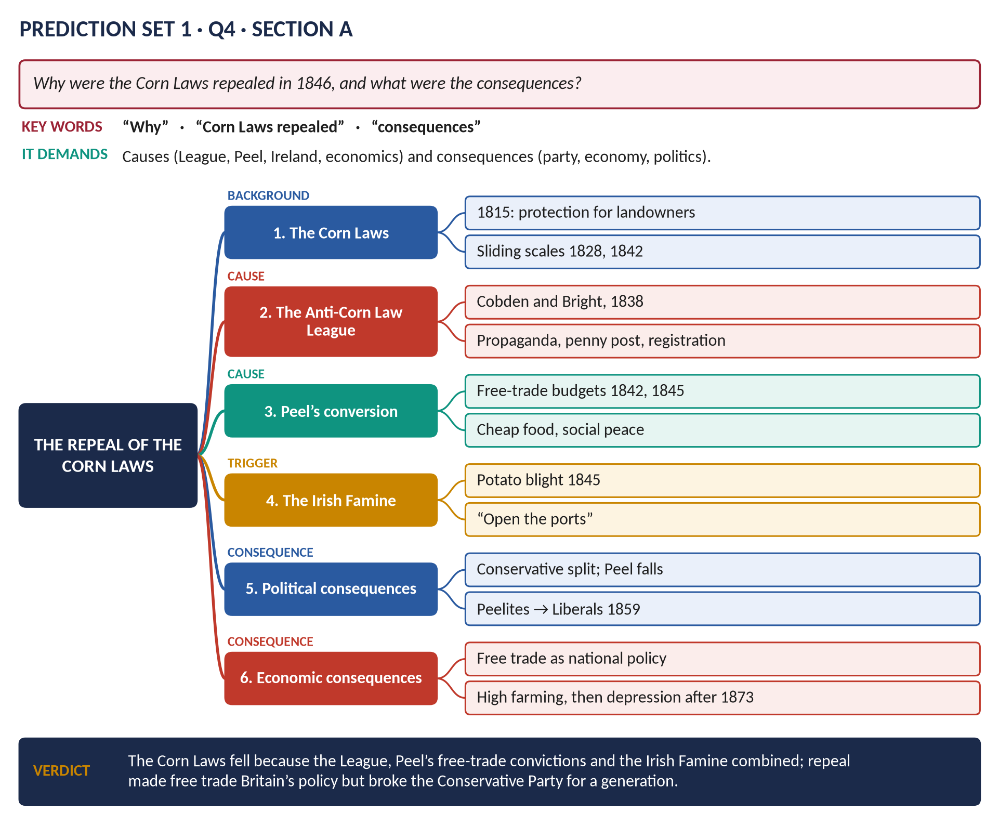 PREDICTION SET 1 · Q4 · SECTION A
Why were the Corn Laws repealed in 1846, and what were the consequences?
KEY WORDS “Why” · “Corn Laws repealed” · “consequences”
IT DEMANDS Causes (League, Peel, Ireland, economics) and consequences (party, economy, politics).
THE REPEAL OF THE
CORN LAWS
BACKGROUND
1. The Corn Laws
1815: protection for landowners
Sliding scales 1828, 1842
CAUSE
2. The Anti-Corn Law
League
Cobden and Bright, 1838
Propaganda, penny post, registration
CAUSE
3. Peel’s conversion
Free-trade budgets 1842, 1845
Cheap food, social peace
TRIGGER
4. The Irish Famine
Potato blight 1845
“Open the ports”
CONSEQUENCE
5. Political consequences
Conservative split; Peel falls
Peelites → Liberals 1859
CONSEQUENCE
6. Economic consequences
Free trade as national policy
High farming, then depression after 1873
VERDICT
The Corn Laws fell because the League, Peel’s free-trade convictions and the Irish Famine combined; repeal
made free trade Britain’s policy but broke the Conservative Party for a generation.